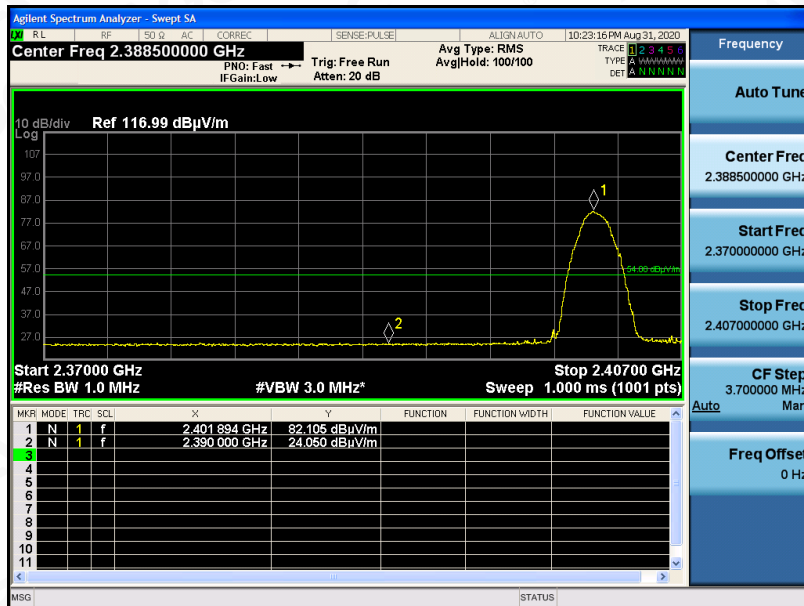 Agilent Spectrum Analyzer - Swept SA
LXI RL RF 50 Ω AC CORREC SENSE:PULSE ALIGN AUTO 10:23:16 PM Aug 31, 2020
Center Freq 2.388500000 GHz
PNO: Fast
IFGain:Low
Trig: Free Run
Atten: 20 dB
Avg Type: RMS
Avg|Hold: 100/100
TRACE 1 2 3 4 5 6
TYPE A WWWWW
DET A N N N N N
10 dB/div Ref 116.99 dBµV/m
Log
107
97.0
87.0
77.0
67.0
57.0
47.0
37.0
27.0
1
2
54.00 dBµV/m
Start 2.37000 GHz Stop 2.40700 GHz
#Res BW 1.0 MHz #VBW 3.0 MHz* Sweep 1.000 ms (1001 pts)
MKR MODE TRC SCL X Y FUNCTION FUNCTION WIDTH FUNCTION VALUE
1 N 1 f 2.401 894 GHz 82.105 dBµV/m
2 N 1 f 2.390 000 GHz 24.050 dBµV/m
3
4
5
6
7
8
9
10
11
MSG STATUS
Frequency
Auto Tune
Center Freq
2.388500000 GHz
Start Freq
2.370000000 GHz
Stop Freq
2.407000000 GHz
CF Step
3.700000 MHz
Auto Man
Freq Offset
0 Hz